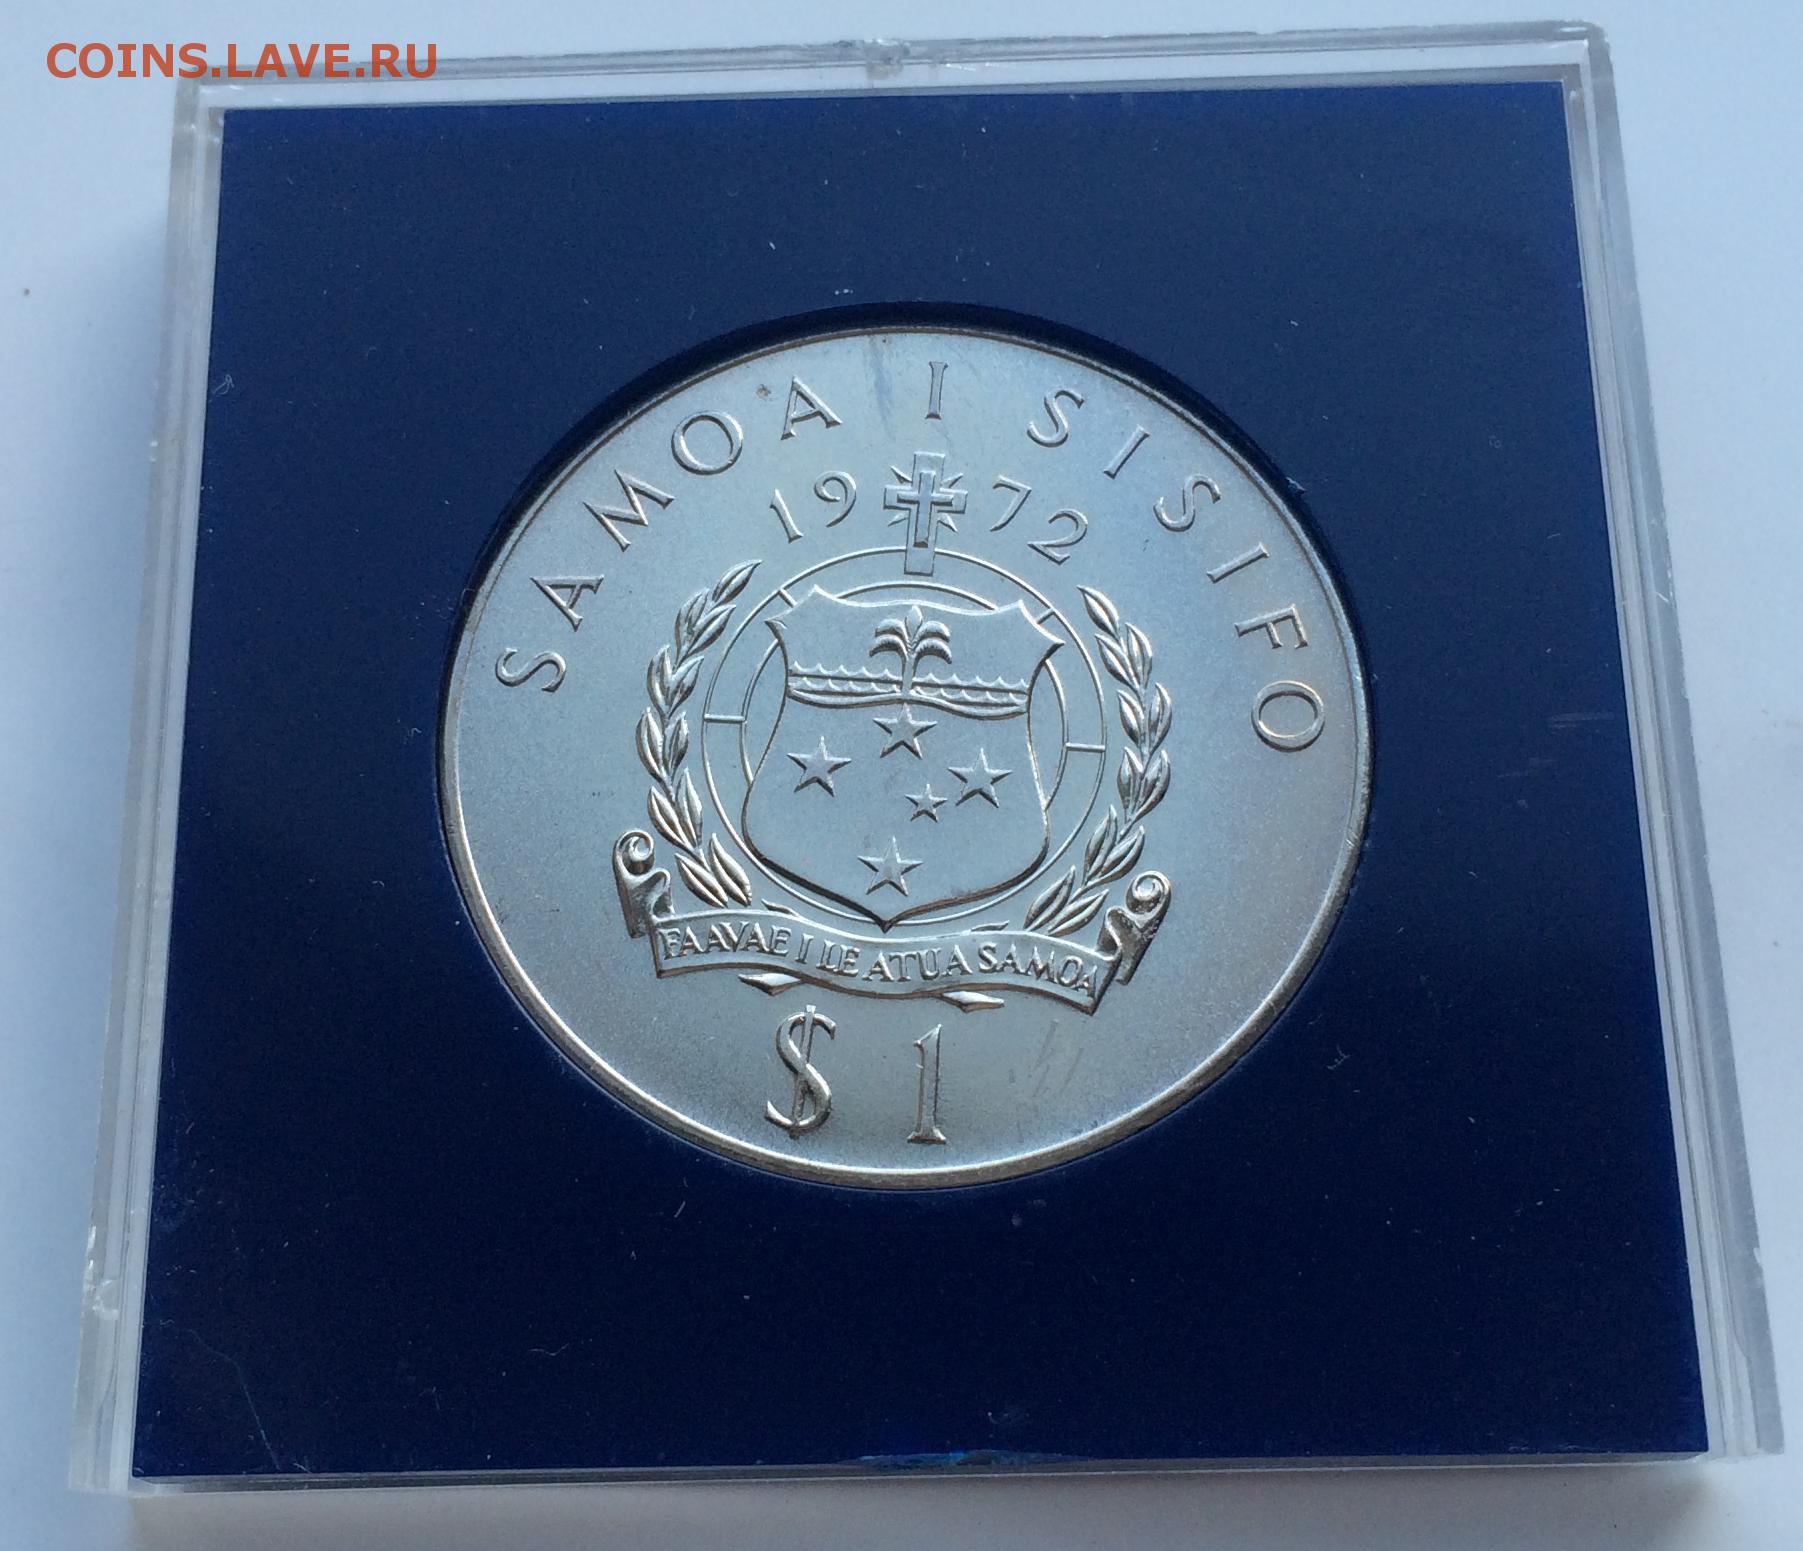 COINS.LAVE.RU
SAMOA I SISIFO
1972
FAAVAE I LE ATUA SAMOA
$ 1